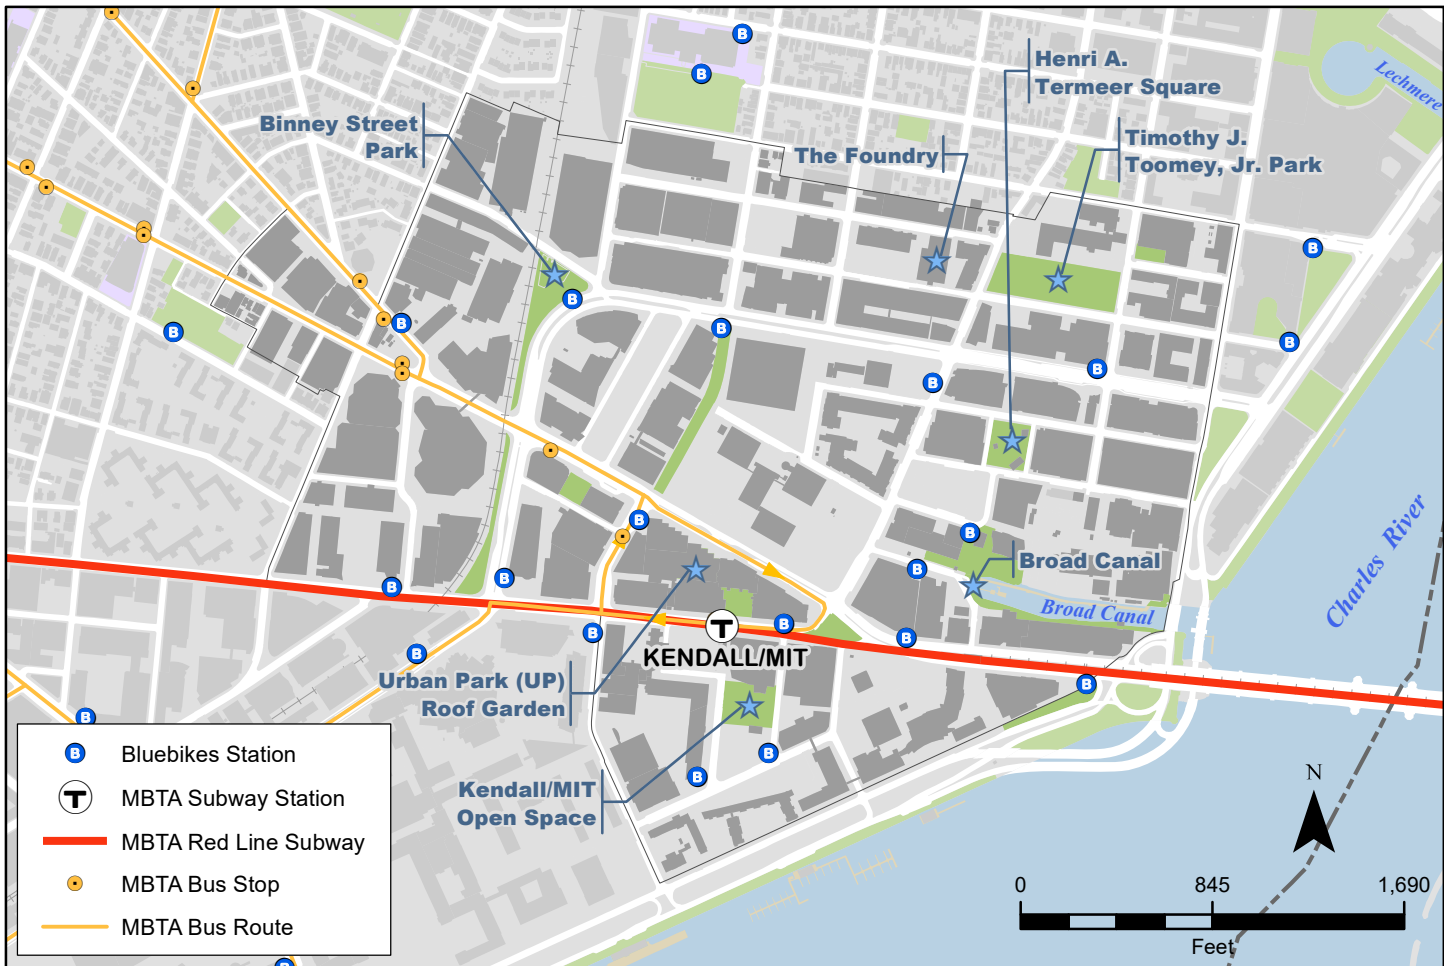 Henri A.
Termeer Square
Lechmere
Binney Street
Park
The Foundry
Timothy J.
Toomey, Jr. Park
Charles River
Broad Canal
Broad Canal
KENDALL/MIT
Urban Park (UP)
Roof Garden
Kendall/MIT
Open Space
B Bluebikes Station
T MBTA Subway Station
MBTA Red Line Subway
MBTA Bus Stop
MBTA Bus Route
N
0 845 1,690
Feet